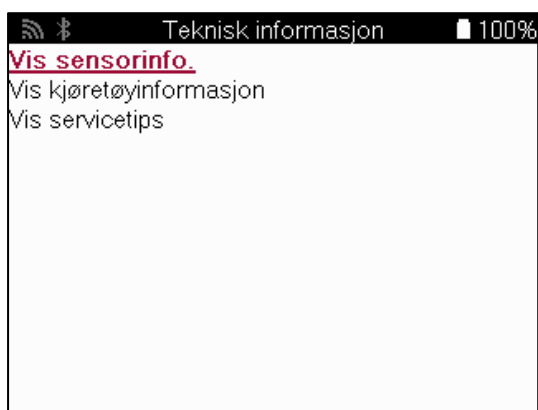 Teknisk informasjon 100%
Vis sensorinfo.
Vis kjøretøyinformasjon
Vis servicetips